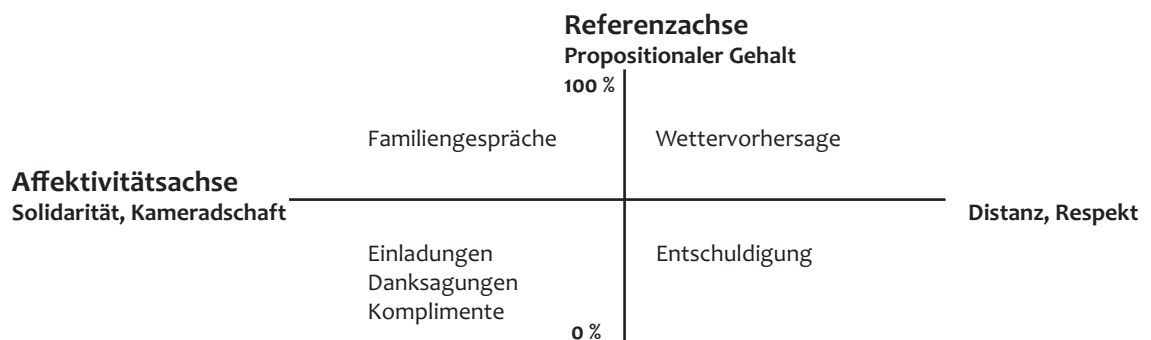 Referenzachse
Propositionaler Gehalt
100 %
Familiengespräche
Wettervorhersage
Affektivitätsachse
Solidarität, Kameradschaft
Distanz, Respekt
Einladungen
Danksagungen
Komplimente
Entschuldigung
0 %